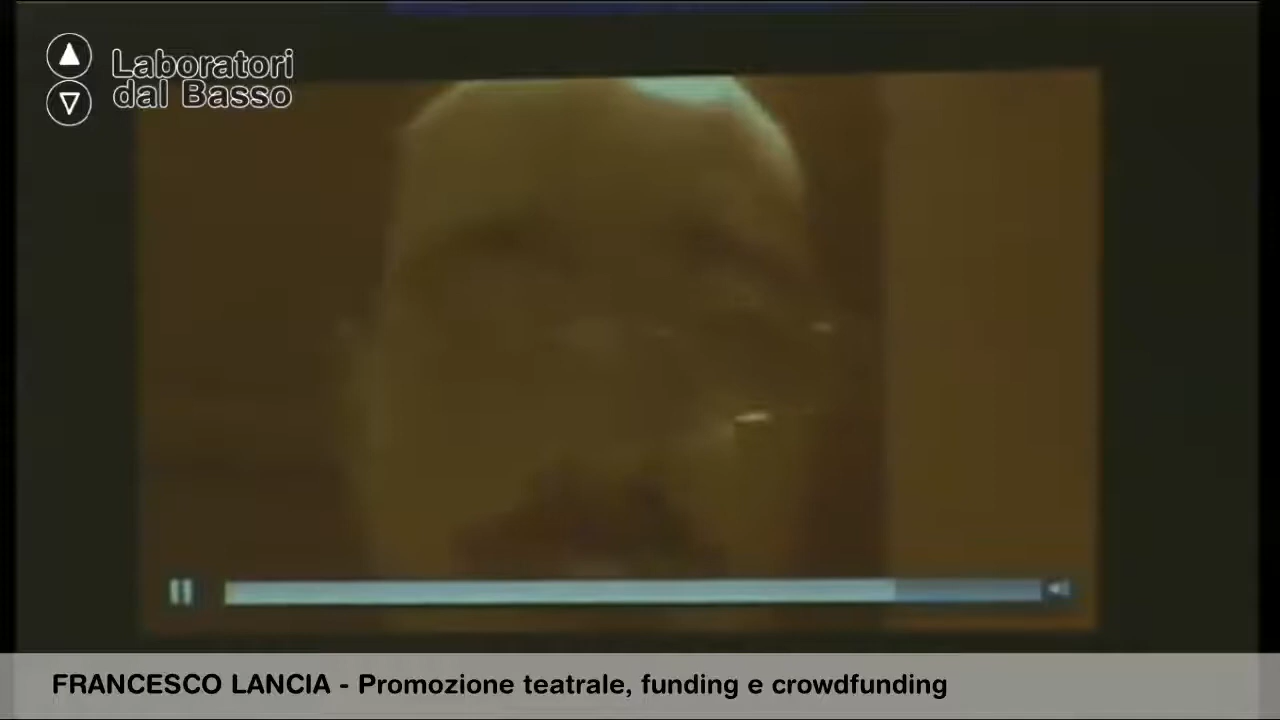 Laboratori
dal Basso
FRANCESCO LANCIA - Promozione teatrale, funding e crowdfunding